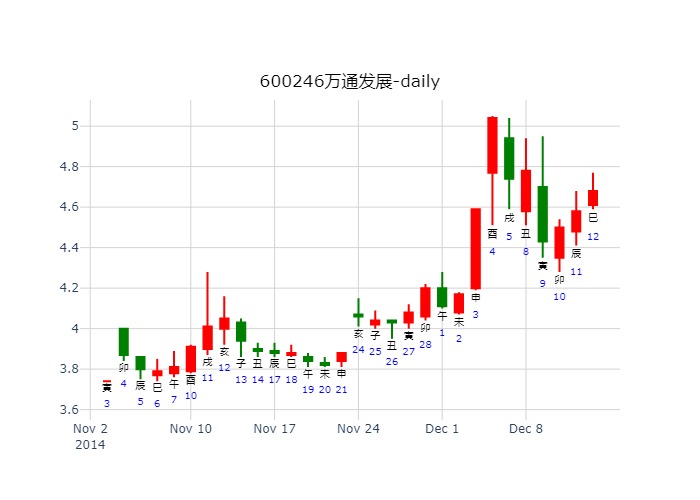 600246万通发展-daily
5
4.8
4.6
4.4
4.2
4
3.8
3.6
寅
3
卯
4
辰
5
巳
6
午
7
酉
10
戌
11
亥
12
子
13
丑
14
辰
17
巳
18
午
19
未
20
申
21
亥
24
子
25
丑
26
寅
27
卯
28
午
1
未
2
申
3
酉
4
戌
5
丑
8
寅
9
卯
10
辰
11
巳
12
Nov 2
2014
Nov 10
Nov 17
Nov 24
Dec 1
Dec 8